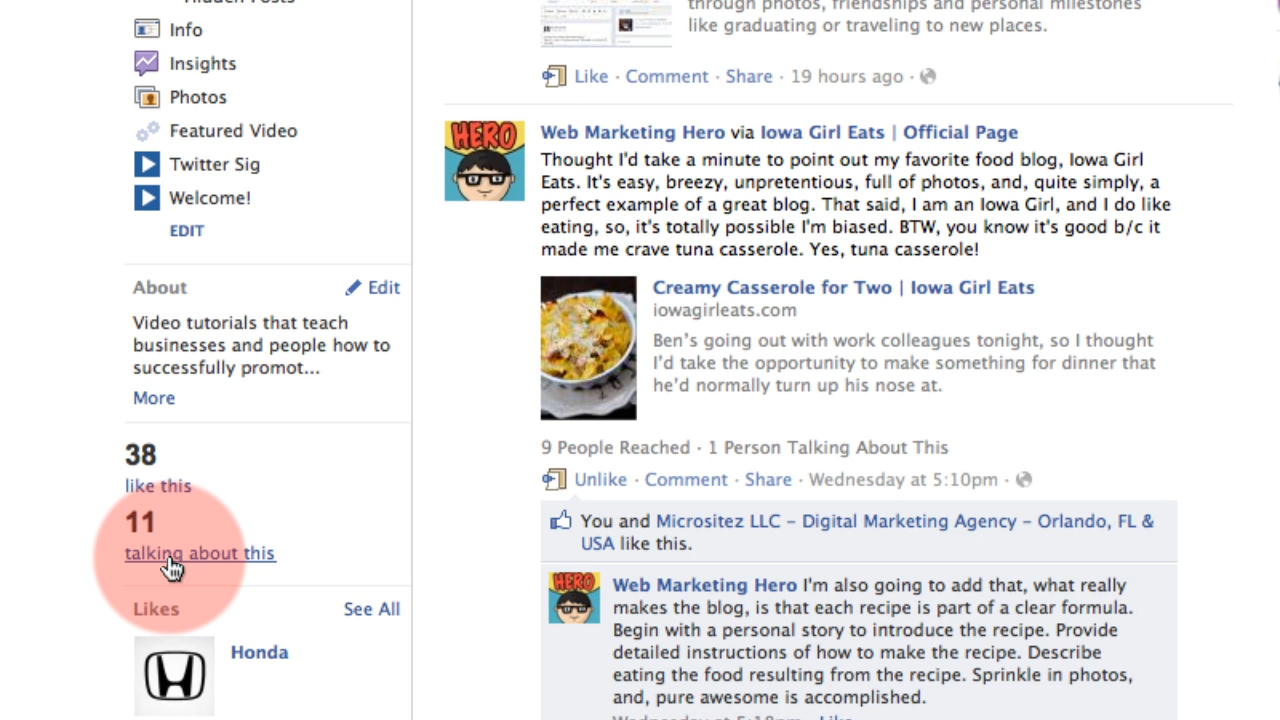 Hidden Posts
Info
Insights
Photos
Featured Video
Twitter Sig
Welcome!
EDIT
About
Edit
Video tutorials that teach
businesses and people how to
successfully promot...
More
38
like this
11
talking about this
Likes
See All
Honda
through photos, friendships and personal milestones
like graduating or traveling to new places.
Like · Comment · Share · 19 hours ago ·
HERO
Web Marketing Hero via Iowa Girl Eats | Official Page
Thought I'd take a minute to point out my favorite food blog, Iowa Girl
Eats. It's easy, breezy, unpretentious, full of photos, and, quite simply, a
perfect example of a great blog. That said, I am an Iowa Girl, and I do like
eating, so, it's totally possible I'm biased. BTW, you know it's good b/c it
made me crave tuna casserole. Yes, tuna casserole!
Creamy Casserole for Two | Iowa Girl Eats
iowagirleats.com
Ben's going out with work colleagues tonight, so I thought
I'd take the opportunity to make something for dinner that
he'd normally turn up his nose at.
9 People Reached · 1 Person Talking About This
Unlike · Comment · Share · Wednesday at 5:10pm ·
You and Micrositez LLC – Digital Marketing Agency – Orlando, FL &
USA like this.
HERO
Web Marketing Hero I'm also going to add that, what really
makes the blog, is that each recipe is part of a clear formula.
Begin with a personal story to introduce the recipe. Provide
detailed instructions of how to make the recipe. Describe
eating the food resulting from the recipe. Sprinkle in photos,
and, pure awesome is accomplished.
Wednesday at 5:18pm · Like